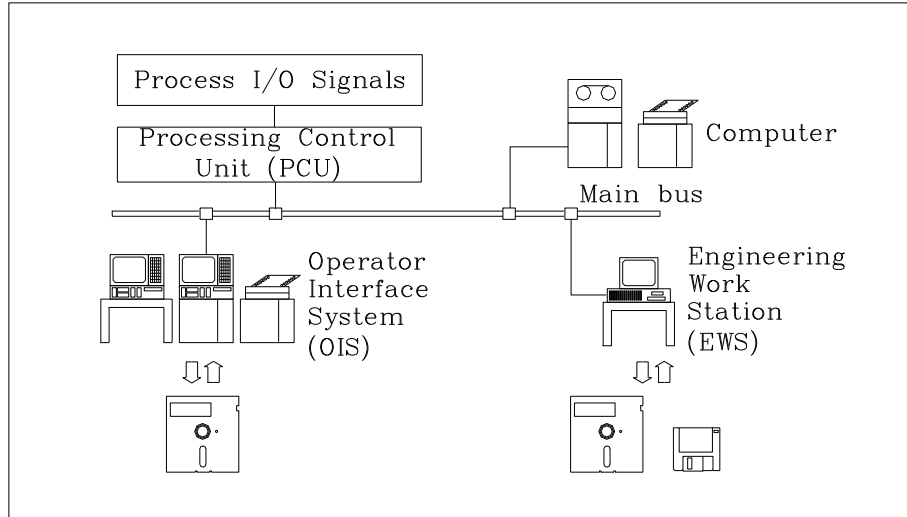 Process I/O Signals
Processing Control
Unit (PCU)
Computer
Main bus
Operator
Interface
System
(OIS)
Engineering
Work
Station
(EWS)